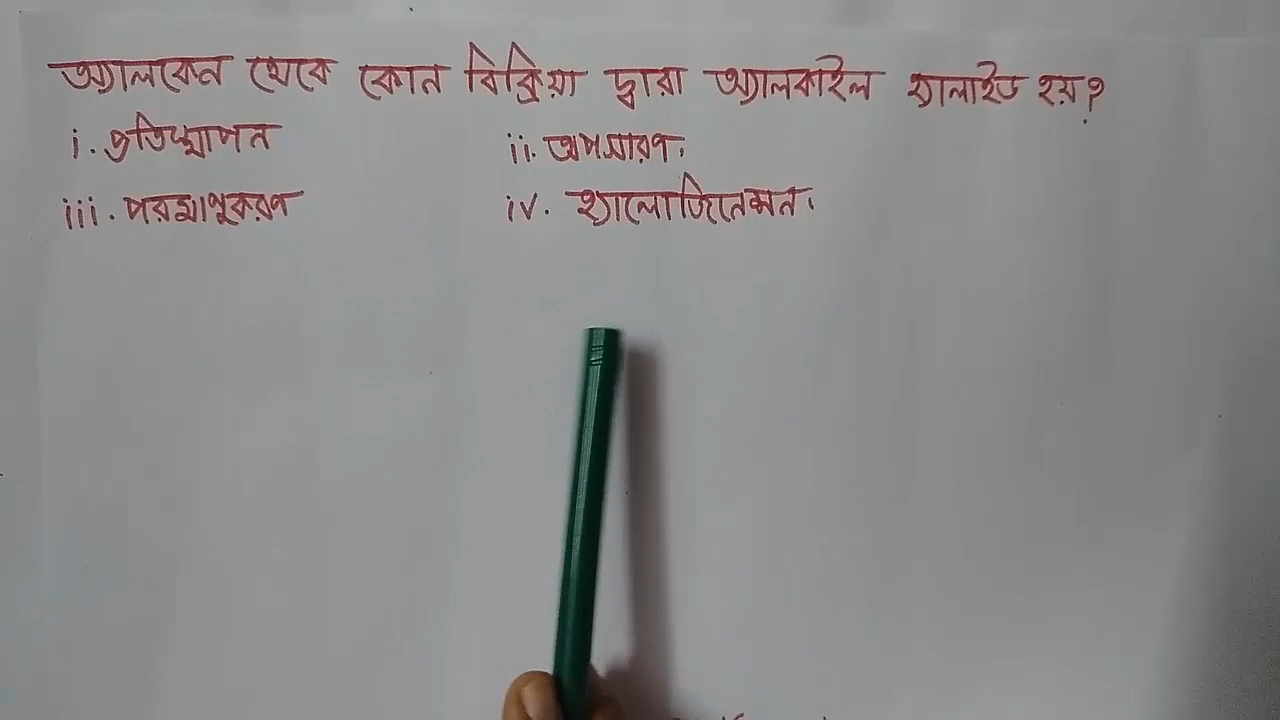 অ্যালকেন থেকে কোন বিক্রিয়া দ্বারা অ্যালকাইল হ্যালাইড হয়?
i. প্রতিস্থাপন ii. অপসারণ।
iii. পরমাণুকরণ iv. হ্যালোজিনেশন।